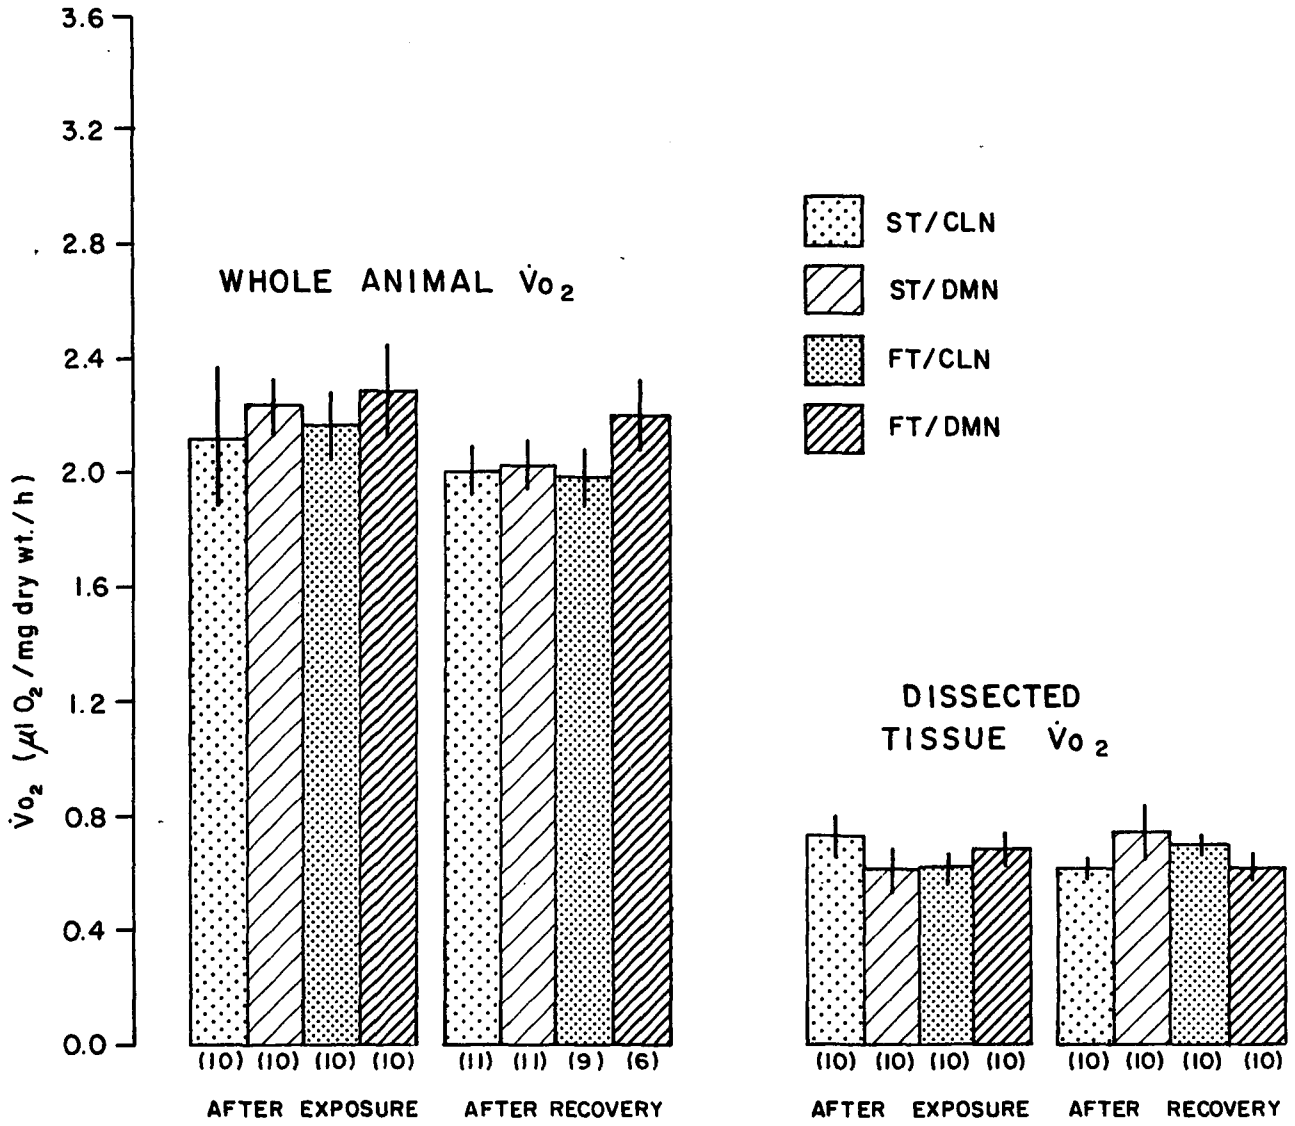 3.6
3.2
2.8
2.4
2.0
1.6
1.2
0.8
0.4
0.0
V̇o₂ (μl O₂/mg dry wt./h)
WHOLE ANIMAL V̇o₂
ST/CLN
ST/DMN
FT/CLN
FT/DMN
DISSECTED
TISSUE V̇o₂
(10) (10) (10) (10) (11) (11) (9) (6) (10) (10) (10) (10) (10) (10) (10) (10)
AFTER EXPOSURE AFTER RECOVERY AFTER EXPOSURE AFTER RECOVERY